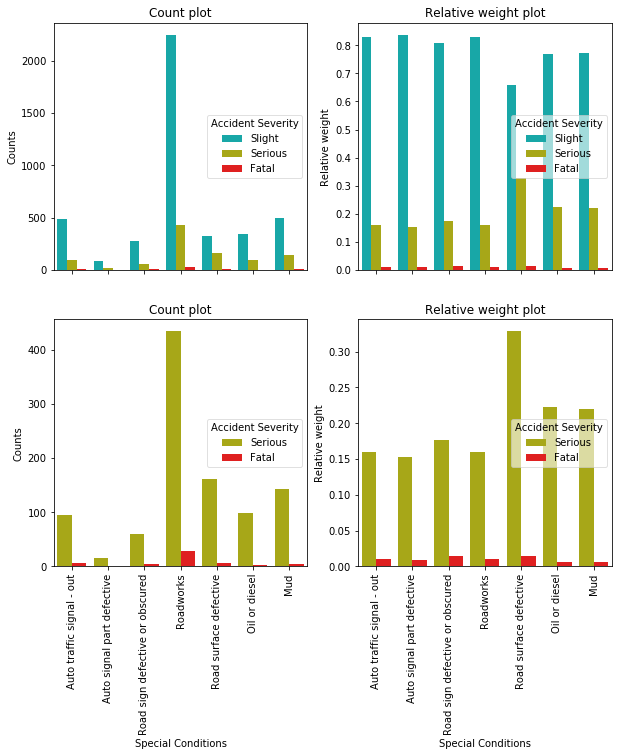 Count plot
Counts
2000
1500
1000
500
0
Accident Severity
Slight
Serious
Fatal
Relative weight plot
Relative weight
0.8
0.7
0.6
0.5
0.4
0.3
0.2
0.1
0.0
Accident Severity
Slight
Serious
Fatal
Count plot
Counts
400
300
200
100
0
Accident Severity
Serious
Fatal
Auto traffic signal - out
Auto signal part defective
Road sign defective or obscured
Roadworks
Road surface defective
Oil or diesel
Mud
Special Conditions
Relative weight plot
Relative weight
0.30
0.25
0.20
0.15
0.10
0.05
0.00
Accident Severity
Serious
Fatal
Auto traffic signal - out
Auto signal part defective
Road sign defective or obscured
Roadworks
Road surface defective
Oil or diesel
Mud
Special Conditions